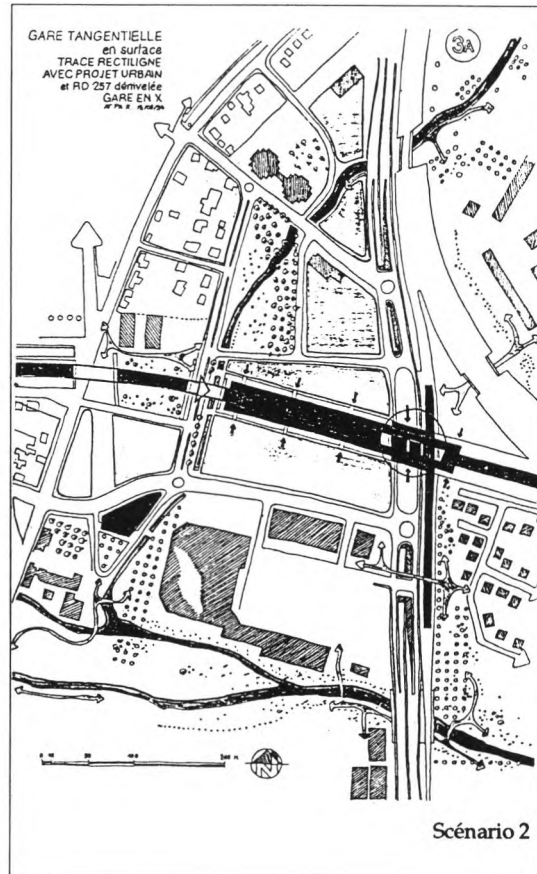 GARE TANGENTIELLE
en surface
TRACE RECTILIGNE
AVEC PROJET URBAIN
et RD 257 dénivelée
GARE EN X
3A
N
Scénario 2